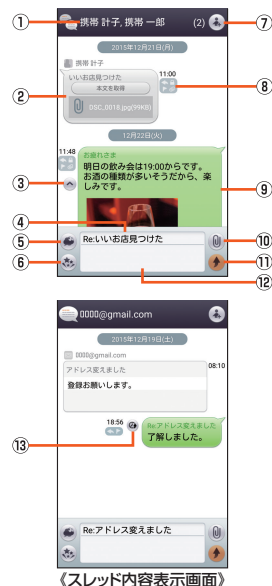 ① 携帯 計子, 携帯 一郎 (2) ⑦
2015年12月21日(月)
携帯 計子
いいお店見つけた
本文を取得
DSC_0018.jpg(99KB)
11:00
② ⑧
12月22日(火)
11:48
お疲れさま
明日の飲み会は19:00からです。
お酒の種類が多いそうだから、楽
しみです。
③ ⑨
④
⑤ Re:いいお店見つけた ⑩
⑥ ⑪
⑫
0000@gmail.com
2015年12月19日(土)
0000@gmail.com
アドレス変えました
08:10
登録お願いします。
18:56
Re:アドレス変えました
了解しました。
⑬
Re:アドレス変えました
《スレッド内容表示画面》